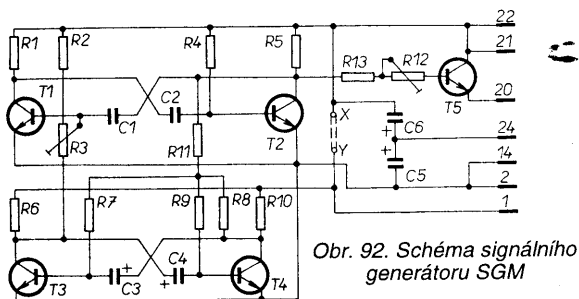 R1 R2 R4 R5 22
21
R13 R12
T1 T5 20
C1 C2 X C6 24
R3 T2
R11 Y C5 14
2
R6 R7 R9 R8 R10 1
T3 C3 C4 T4
Obr. 92. Schéma signálního
generátoru SGM